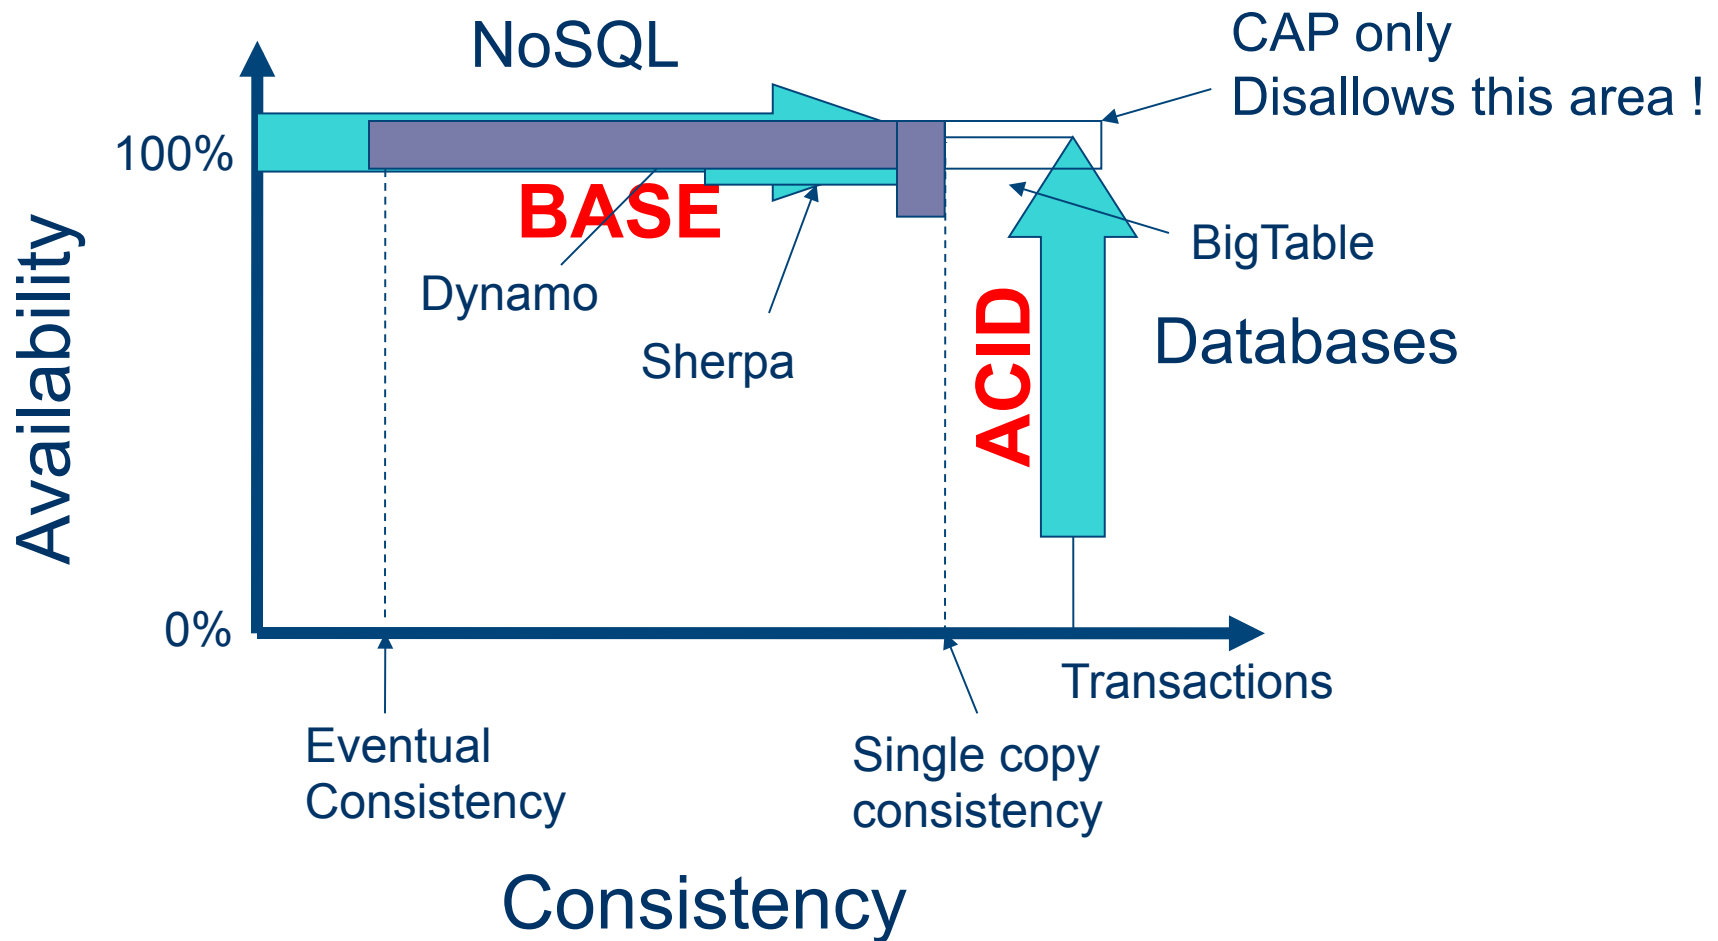 NoSQL
CAP only
Disallows this area !
100%
BASE
BigTable
Dynamo
Sherpa
ACID
Databases
Availability
0%
Transactions
Eventual
Consistency
Single copy
consistency
Consistency